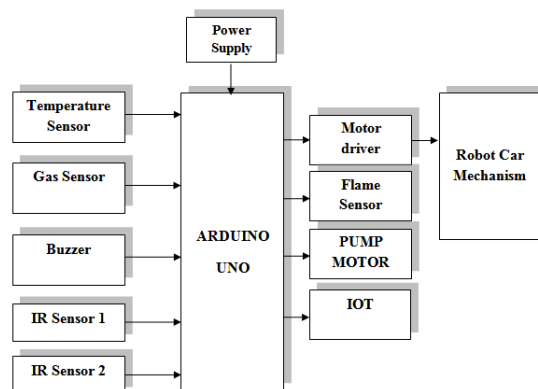 Power
Supply
Temperature
Sensor
Gas Sensor
Buzzer
IR Sensor 1
IR Sensor 2
ARDUINO
UNO
Motor
driver
Flame
Sensor
PUMP
MOTOR
IOT
Robot Car
Mechanism